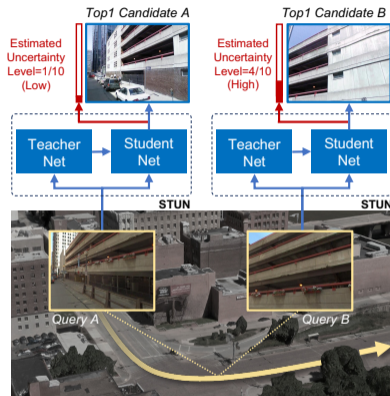 Top1 Candidate A
Top1 Candidate B
Estimated
Uncertainty
Level=1/10
(Low)
Estimated
Uncertainty
Level=4/10
(High)
Teacher
Net
Student
Net
Teacher
Net
Student
Net
STUN
STUN
Query A
Query B